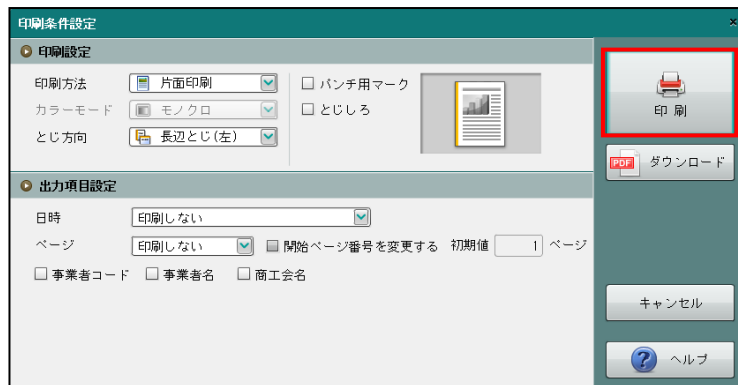 印刷条件設定 ×
印刷設定
印刷方法 片面印刷 パンチ用マーク
カラーモード モノクロ とじしろ
とじ方向 長辺とじ(左)
印 刷
PDF ダウンロード
出力項目設定
日時 印刷しない
ページ 印刷しない 開始ページ番号を変更する 初期値 1 ページ
事業者コード 事業者名 商工会名
キャンセル
? ヘルプ